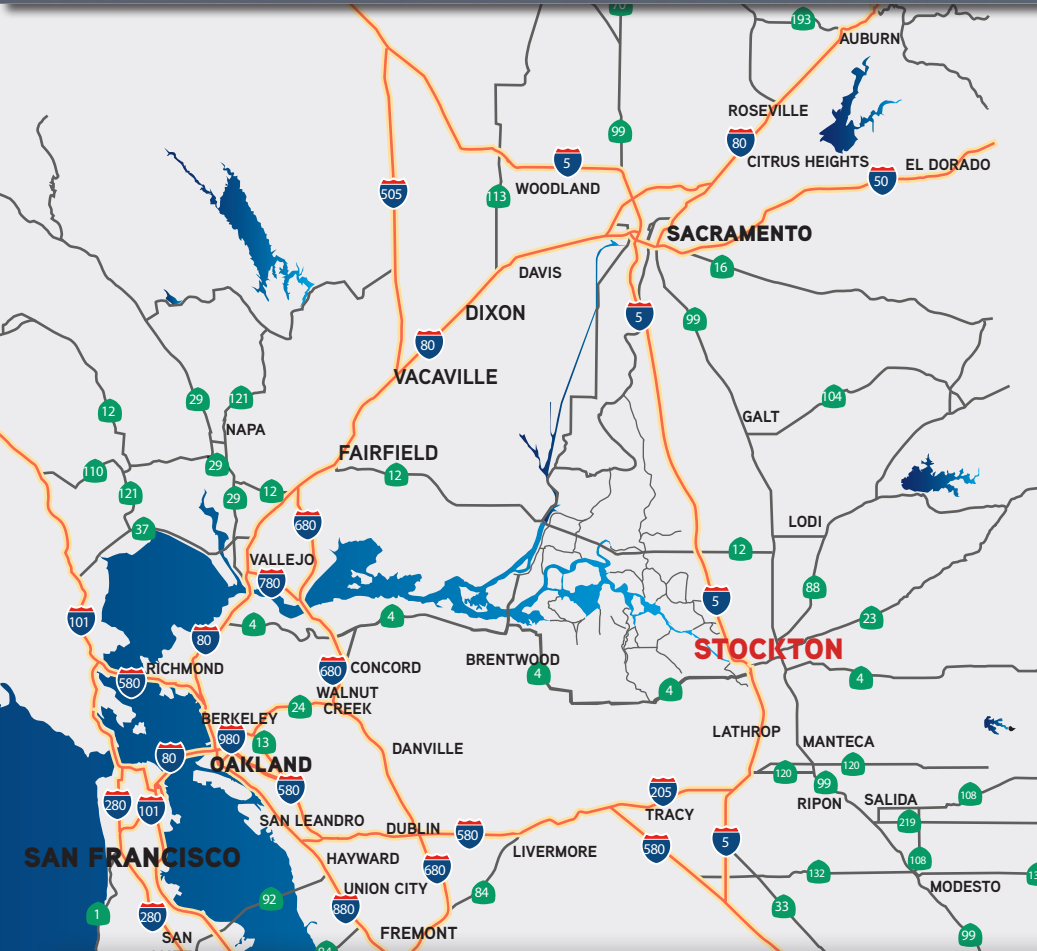 70
193
AUBURN
ROSEVILLE
99
80
5
CITRUS HEIGHTS
EL DORADO
50
505
113
WOODLAND
SACRAMENTO
16
DAVIS
DIXON
5
99
80
VACAVILLE
104
29
121
12
GALT
NAPA
FAIRFIELD
29
110
12
121
29
12
LODI
37
680
12
VALLEJO
780
88
5
101
4
4
23
80
STOCKTON
RICHMOND
BRENTWOOD
680
CONCORD
580
4
4
4
WALNUT
CREEK
24
BERKELEY
980
13
LATHROP
MANTECA
DANVILLE
80
OAKLAND
120
120
99
580
205
108
280
101
RIPON
SALIDA
TRACY
SAN LEANDRO
219
DUBLIN
580
5
580
LIVERMORE
SAN FRANCISCO
HAYWARD
108
680
132
13
UNION CITY
MODESTO
84
92
880
33
1
280
FREMONT
99
SAN
84